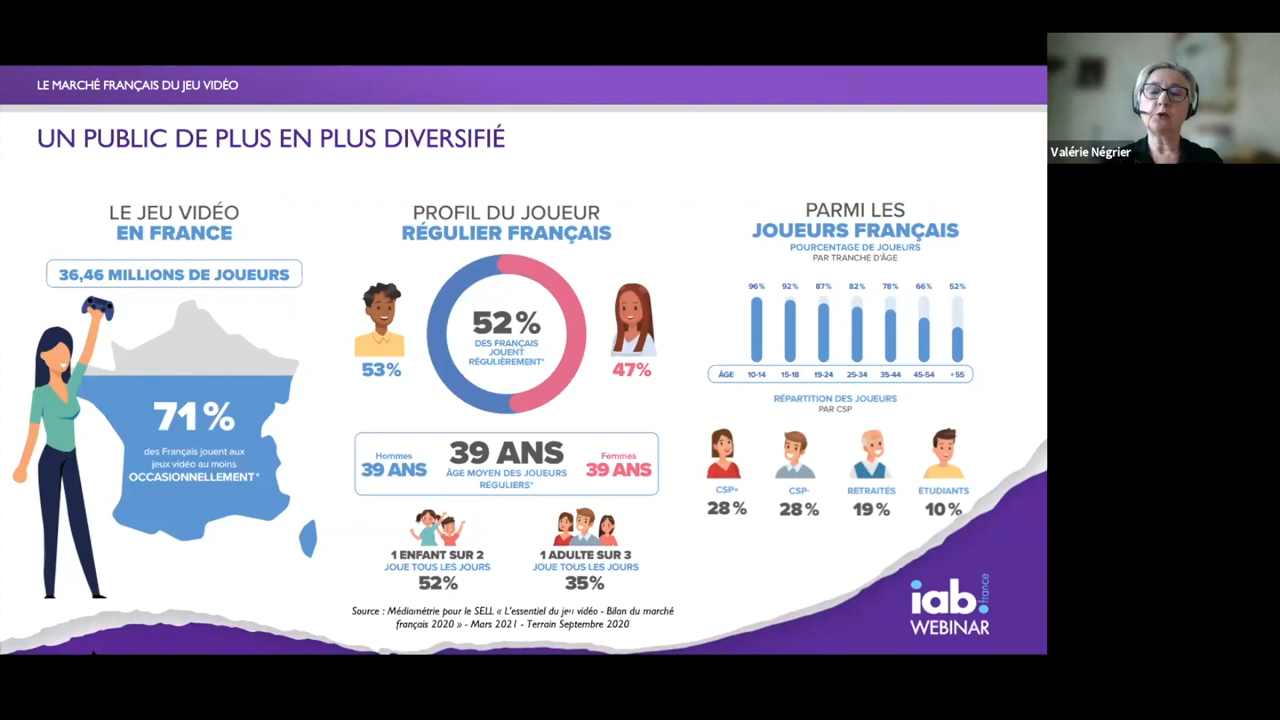 LE MARCHÉ FRANÇAIS DU JEU VIDÉO
UN PUBLIC DE PLUS EN PLUS DIVERSIFIÉ
LE JEU VIDÉO
EN FRANCE
36,46 MILLIONS DE JOUEURS
71%
des Français jouent aux
jeux vidéo au moins
OCCASIONNELLEMENT*
PROFIL DU JOUEUR
RÉGULIER FRANÇAIS
52%
DES FRANÇAIS
JOUENT
RÉGULIÈREMENT*
53%
47%
Hommes
39 ANS
39 ANS
ÂGE MOYEN DES JOUEURS
RÉGULIERS*
Femmes
39 ANS
1 ENFANT SUR 2
JOUE TOUS LES JOURS
52%
1 ADULTE SUR 3
JOUE TOUS LES JOURS
35%
Source : Médiamétrie pour le SELL « L'essentiel du jeu vidéo - Bilan du marché
français 2020 » - Mars 2021 - Terrain Septembre 2020
PARMI LES
JOUEURS FRANÇAIS
POURCENTAGE DE JOUEURS
PAR TRANCHE D'ÂGE
96% 92% 87% 82% 78% 66% 52%
ÂGE 10-14 15-18 19-24 25-34 35-44 45-54 +55
RÉPARTITION DES JOUEURS
PAR CSP
CSP+ CSP- RETRAITÉS ÉTUDIANTS
28% 28% 19% 10%
iab france
WEBINAR
Valérie Négrier